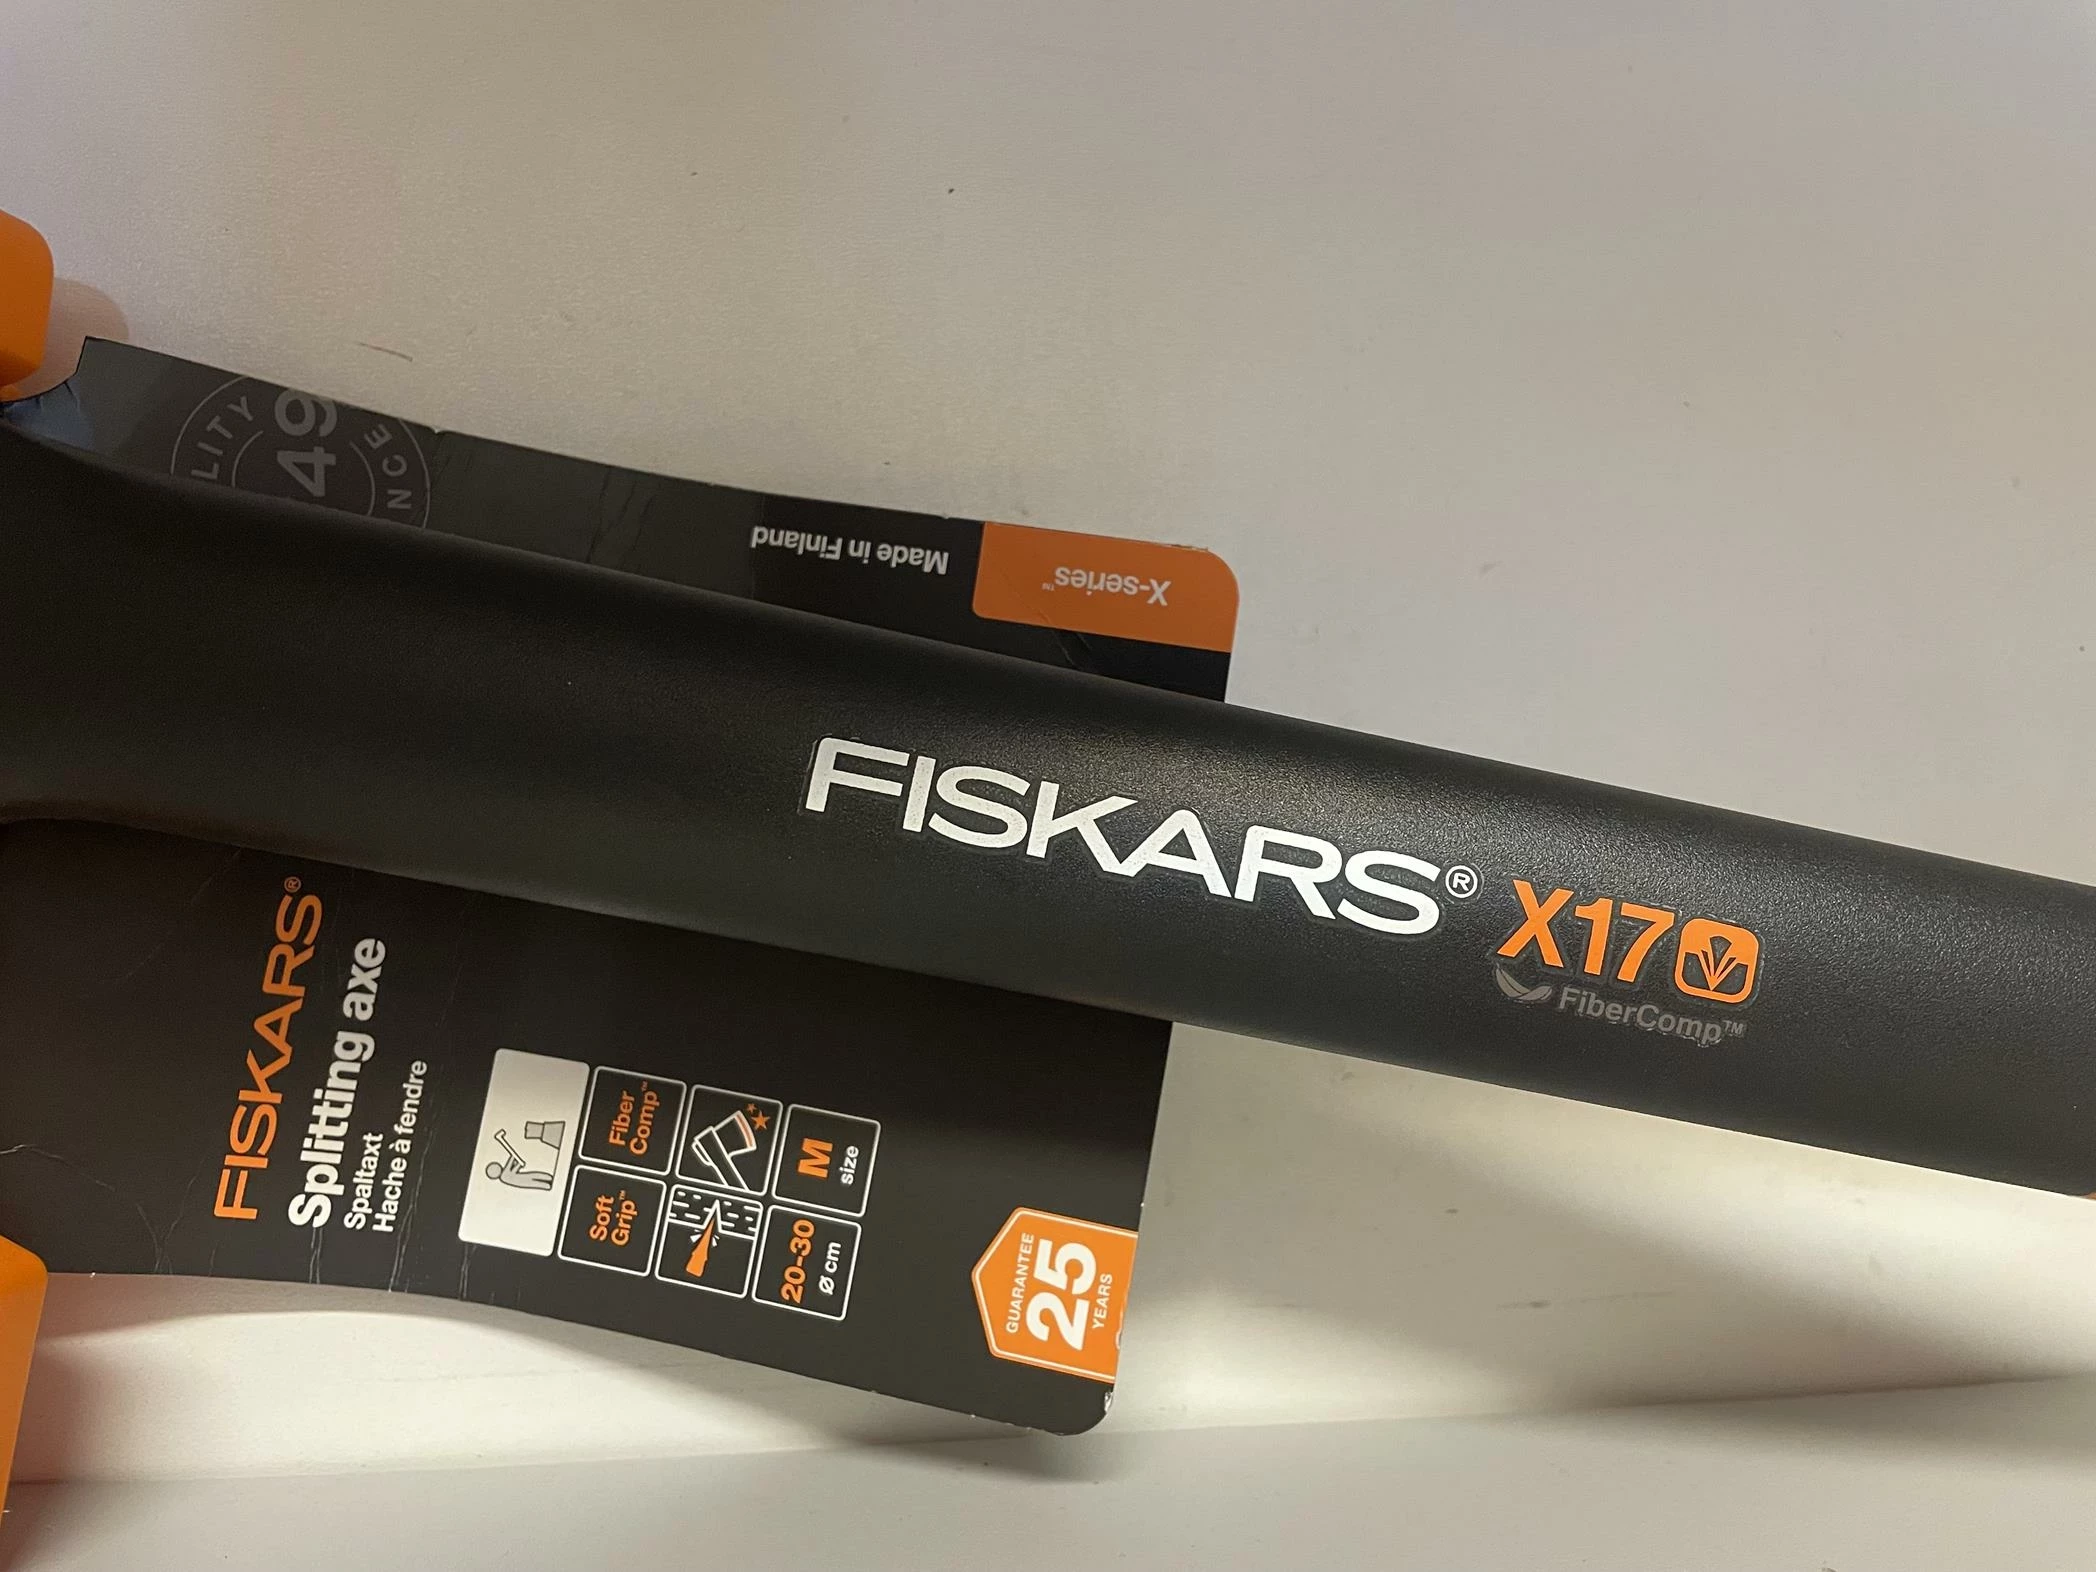 FISKARS®
X17
FiberComp™
X-series™
Made in Finland
49
FISKARS®
Splitting axe
Spaltaxt
Hache à fendre
Fiber
Comp™
M
size
Soft
Grip™
20-30
Ø cm
GUARANTEE
25
YEARS